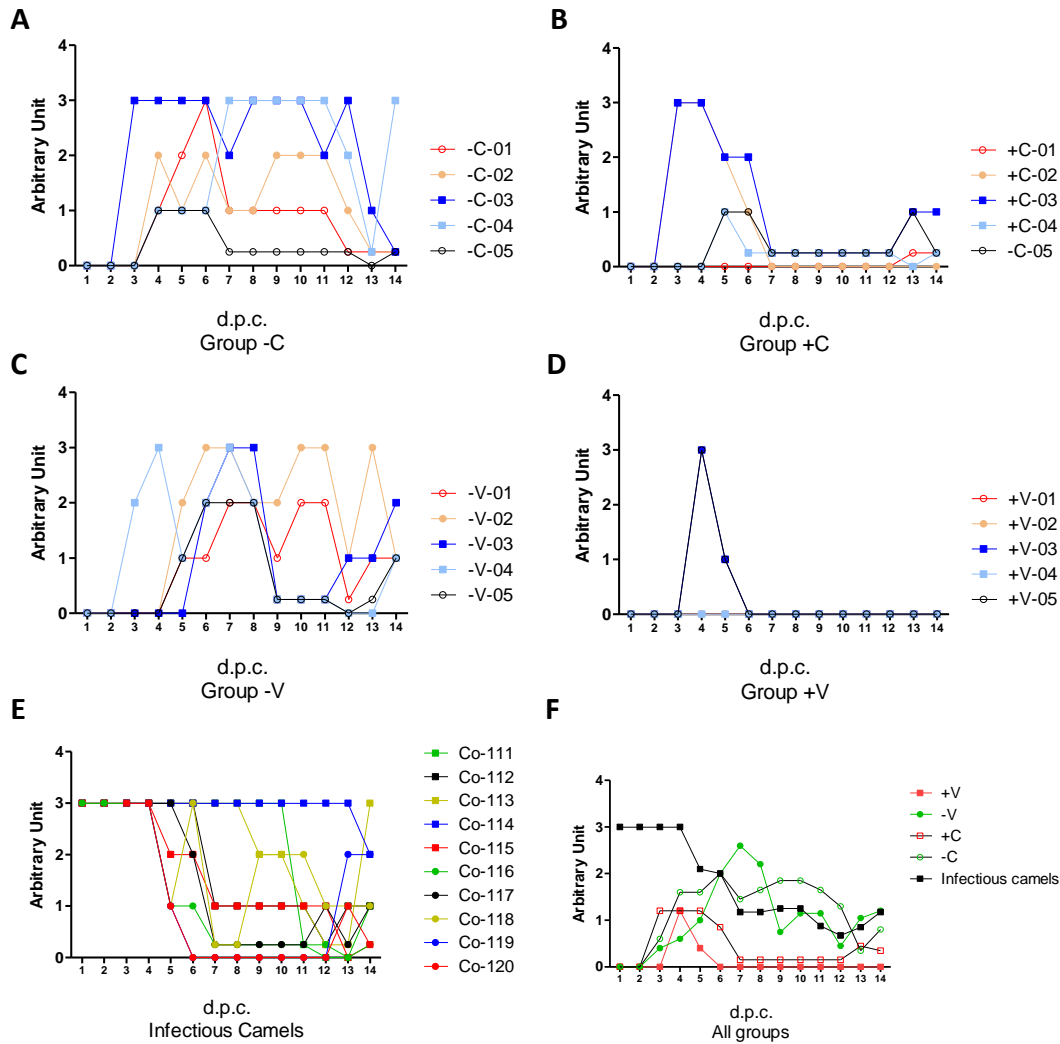 A
Arbitrary Unit
4
3
2
1
0
1 2 3 4 5 6 7 8 9 10 11 12 13 14
d.p.c.
Group -C
-C-01
-C-02
-C-03
-C-04
-C-05
B
Arbitrary Unit
4
3
2
1
0
1 2 3 4 5 6 7 8 9 10 11 12 13 14
d.p.c.
Group +C
+C-01
+C-02
+C-03
+C-04
-C-05
C
Arbitrary Unit
4
3
2
1
0
1 2 3 4 5 6 7 8 9 10 11 12 13 14
d.p.c.
Group -V
-V-01
-V-02
-V-03
-V-04
-V-05
D
Arbitrary Unit
4
3
2
1
0
1 2 3 4 5 6 7 8 9 10 11 12 13 14
d.p.c.
Group +V
+V-01
+V-02
+V-03
+V-04
+V-05
E
Arbitrary Unit
4
3
2
1
0
1 2 3 4 5 6 7 8 9 10 11 12 13 14
d.p.c.
Infectious Camels
Co-111
Co-112
Co-113
Co-114
Co-115
Co-116
Co-117
Co-118
Co-119
Co-120
F
Arbitrary Unit
4
3
2
1
0
1 2 3 4 5 6 7 8 9 10 11 12 13 14
d.p.c.
All groups
+V
-V
+C
-C
Infectious camels